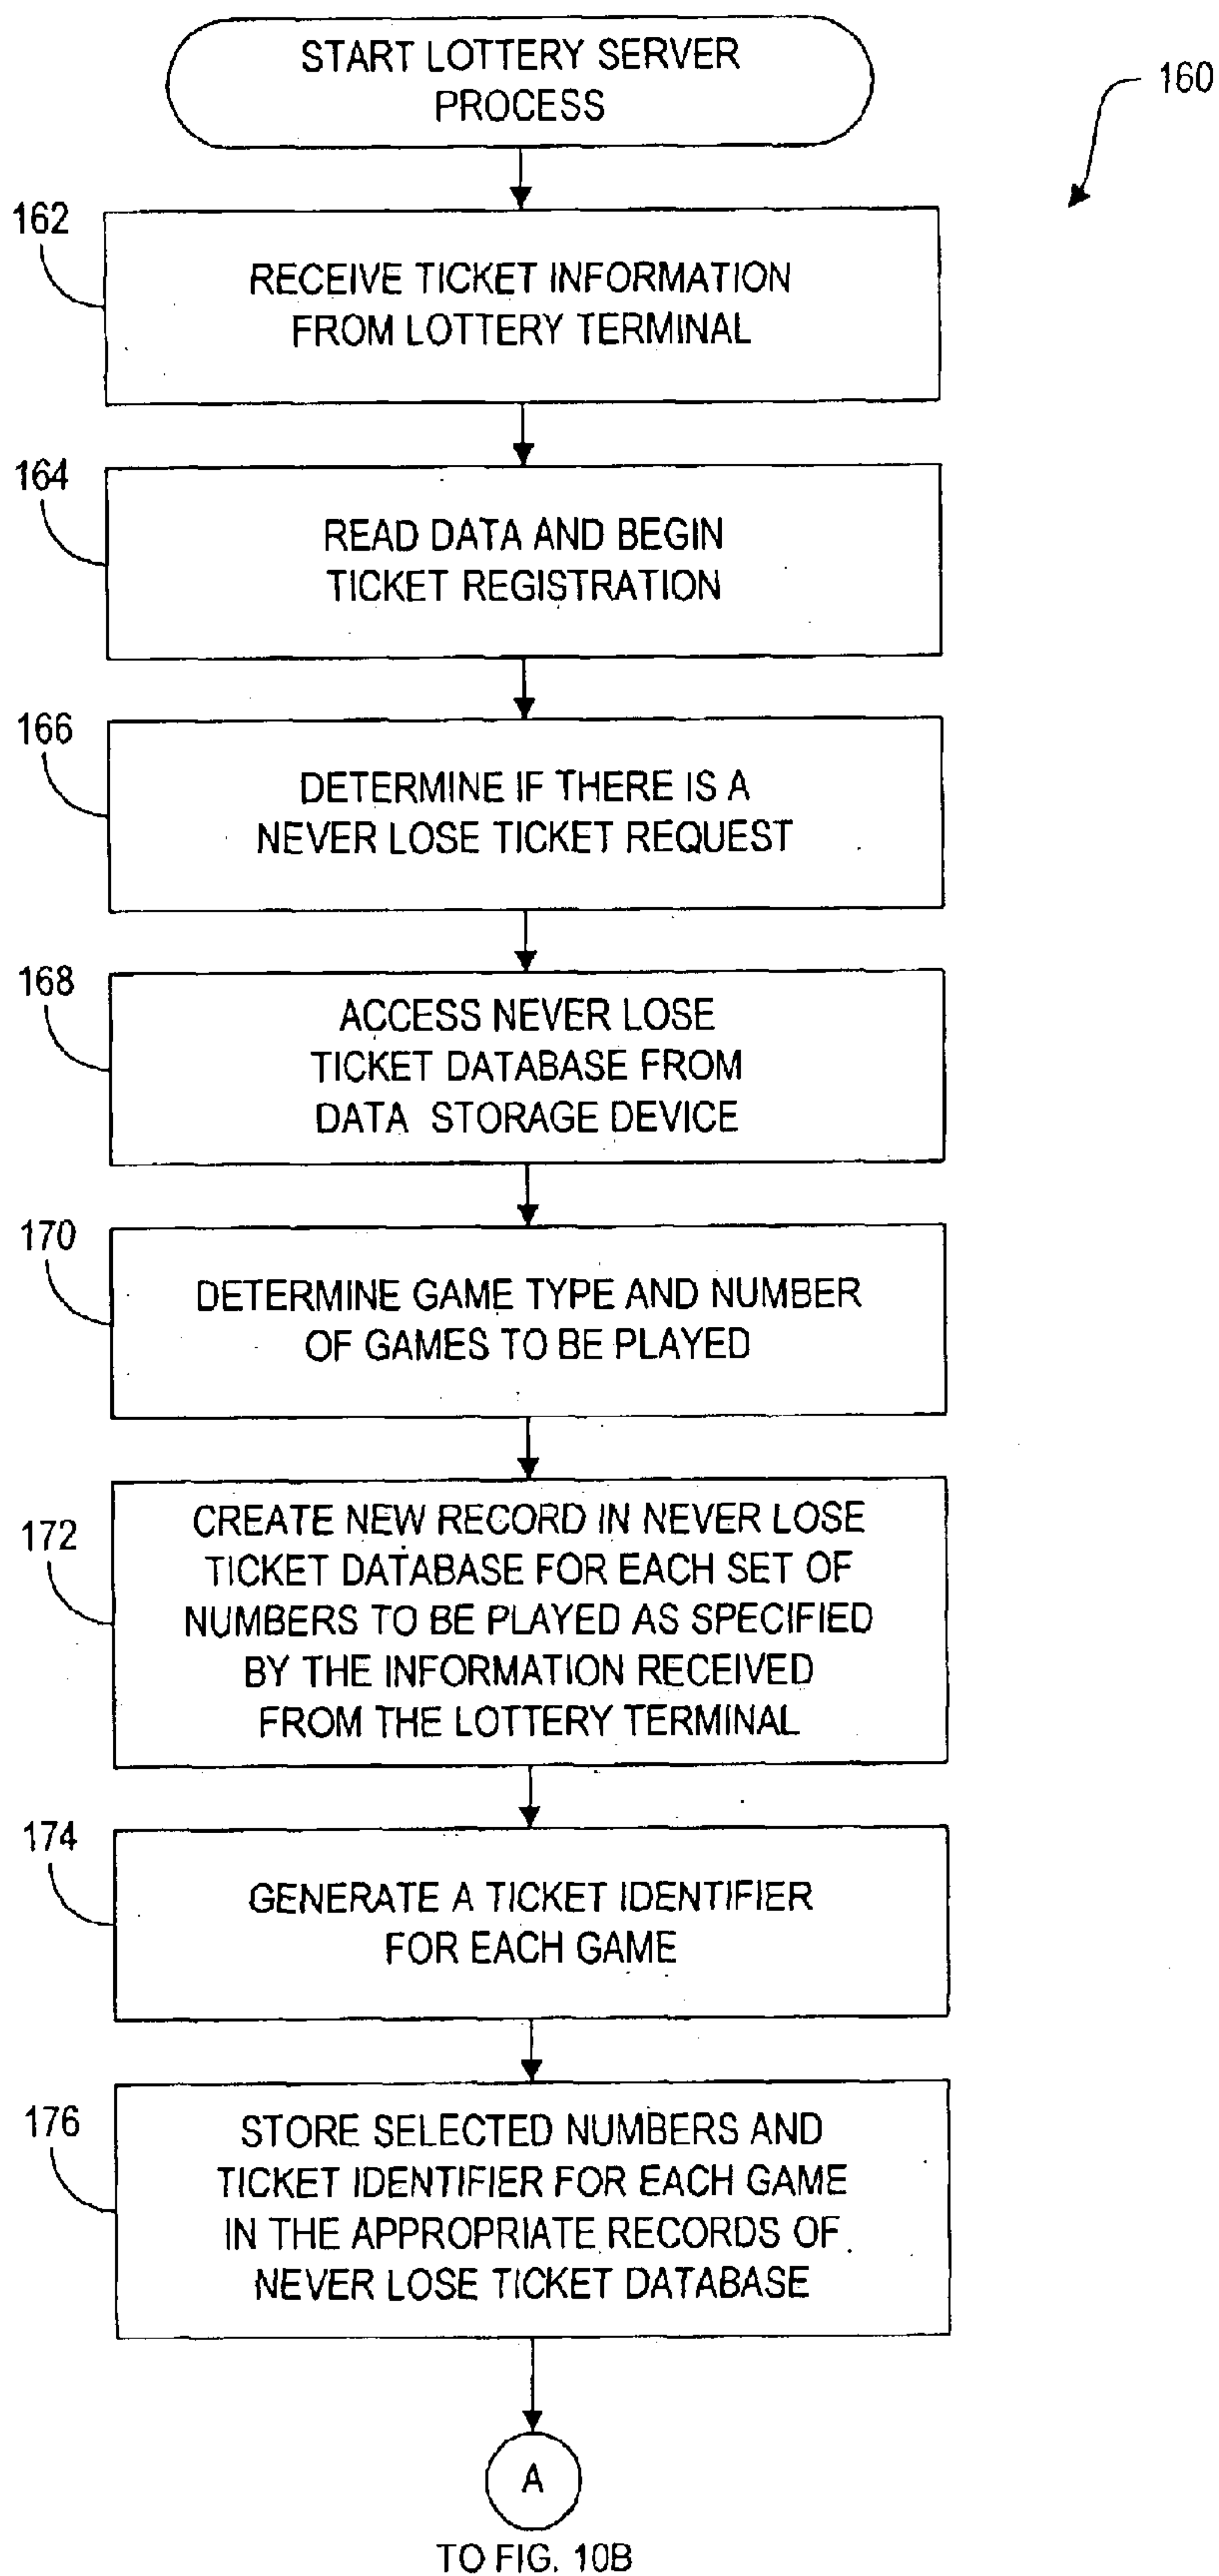 START LOTTERY SERVER
PROCESS
160
162
RECEIVE TICKET INFORMATION
FROM LOTTERY TERMINAL
164
READ DATA AND BEGIN
TICKET REGISTRATION
166
DETERMINE IF THERE IS A
NEVER LOSE TICKET REQUEST
168
ACCESS NEVER LOSE
TICKET DATABASE FROM
DATA STORAGE DEVICE
170
DETERMINE GAME TYPE AND NUMBER
OF GAMES TO BE PLAYED
172
CREATE NEW RECORD IN NEVER LOSE
TICKET DATABASE FOR EACH SET OF
NUMBERS TO BE PLAYED AS SPECIFIED
BY THE INFORMATION RECEIVED
FROM THE LOTTERY TERMINAL
174
GENERATE A TICKET IDENTIFIER
FOR EACH GAME
176
STORE SELECTED NUMBERS AND
TICKET IDENTIFIER FOR EACH GAME
IN THE APPROPRIATE RECORDS OF
NEVER LOSE TICKET DATABASE
A
TO FIG. 10B